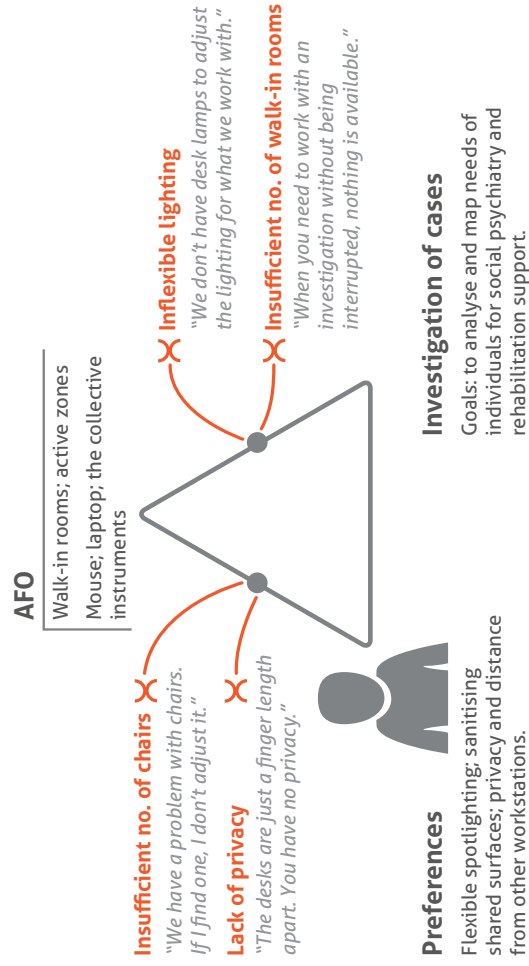 AFO
Walk-in rooms; active zones
Mouse; laptop; the collective
instruments
Insufficient no. of chairs
“We have a problem with chairs.
If I find one, I don’t adjust it.”
Lack of privacy
“The desks are just a finger length
apart. You have no privacy.”
Inflexible lighting
“We don’t have desk lamps to adjust
the lighting for what we work with.”
Insufficient no. of walk-in rooms
“When you need to work with an
investigation without being
interrupted, nothing is available.”
Preferences
Flexible spotlighting; sanitising
shared surfaces; privacy and distance
from other workstations.
Investigation of cases
Goals: to analyse and map needs of
individuals for social psychiatry and
rehabilitation support.